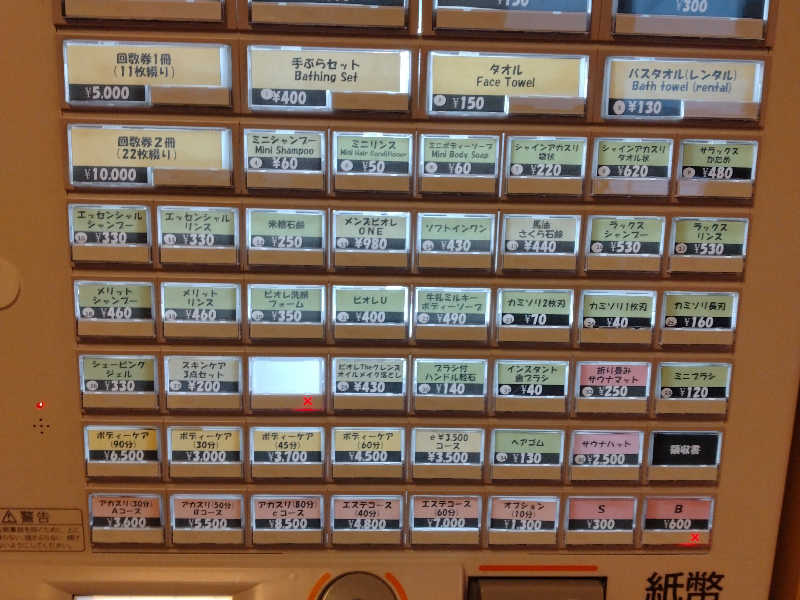 150
¥300
回数券1冊
(11枚綴り)
¥5,000
手ぶらセット
Bathing Set
¥400
タオル
Face Towel
¥150
バスタオル(レンタル)
Bath towel (rental)
¥130
回数券2冊
(22枚綴り)
¥10,000
ミニシャンプー
Mini Shampoo
¥60
ミニリンス
Mini Hair Conditioner
¥50
ミニボディーソープ
Mini Body Soap
¥60
シャインアカスリ
¥220
シャインアカスリ
タオル状
¥620
サラックス
かため
¥480
エッセンシャル
シャンプー
¥330
エッセンシャル
リンス
¥330
米糠石鹸
¥250
メンズビオレ
ONE
¥980
ソフトインワン
¥430
馬油
さくら石鹸
¥440
ラックス
シャンプー
¥530
ラックス
リンス
¥530
メリット
シャンプー
¥460
メリット
リンス
¥460
ビオレ洗顔
フォーム
¥350
ビオレU
¥400
牛乳ミルキー
ボディーソープ
¥490
カミソリ2枚刃
¥70
カミソリ1枚刃
¥40
カミソリ長刃
¥160
シェービング
ジェル
¥330
スキンケア
3点セット
¥200
×
ビオレTheクレンズ
オイルメイク落とし
¥430
ブラシ付
ハンドル軽石
¥140
インスタント
歯ブラシ
¥40
折り畳み
サウナマット
¥250
ミニブラシ
¥120
ボディーケア
(90分)
¥6,500
ボディーケア
(30分)
¥3,000
ボディーケア
(45分)
¥3,700
ボディーケア
(60分)
¥4,500
e¥3,500
コース
¥3,500
ヘアゴム
¥130
サウナハット
¥2,500
領収書
アカスリ(30分)
Aコース
¥3,600
アカスリ(50分)
Bコース
¥5,500
アカスリ(80分)
Cコース
¥8,500
エステコース
(40分)
¥4,800
エステコース
(60分)
¥7,000
オプション
(10分)
¥1,300
S
¥300
B
¥600
×
警告
紙幣